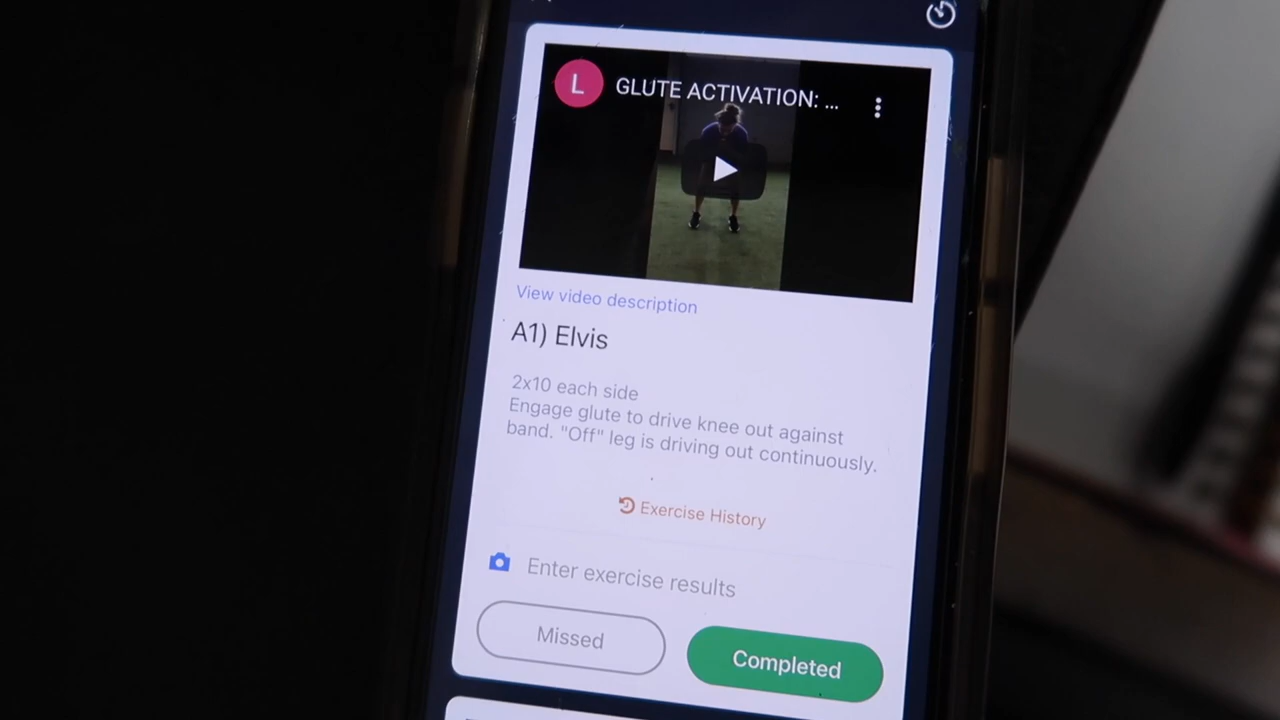 L
GLUTE ACTIVATION: ...
View video description
A1) Elvis
2x10 each side
Engage glute to drive knee out against
band. "Off" leg is driving out continuously.
Exercise History
Enter exercise results
Missed
Completed